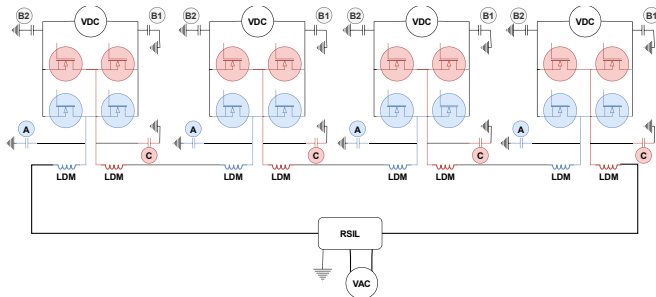 B2 VDC B1 B2 VDC B1 B2 VDC B1 B2 VDC B1
A C A C A C A C
LDM LDM LDM LDM LDM LDM LDM LDM
RSIL
VAC